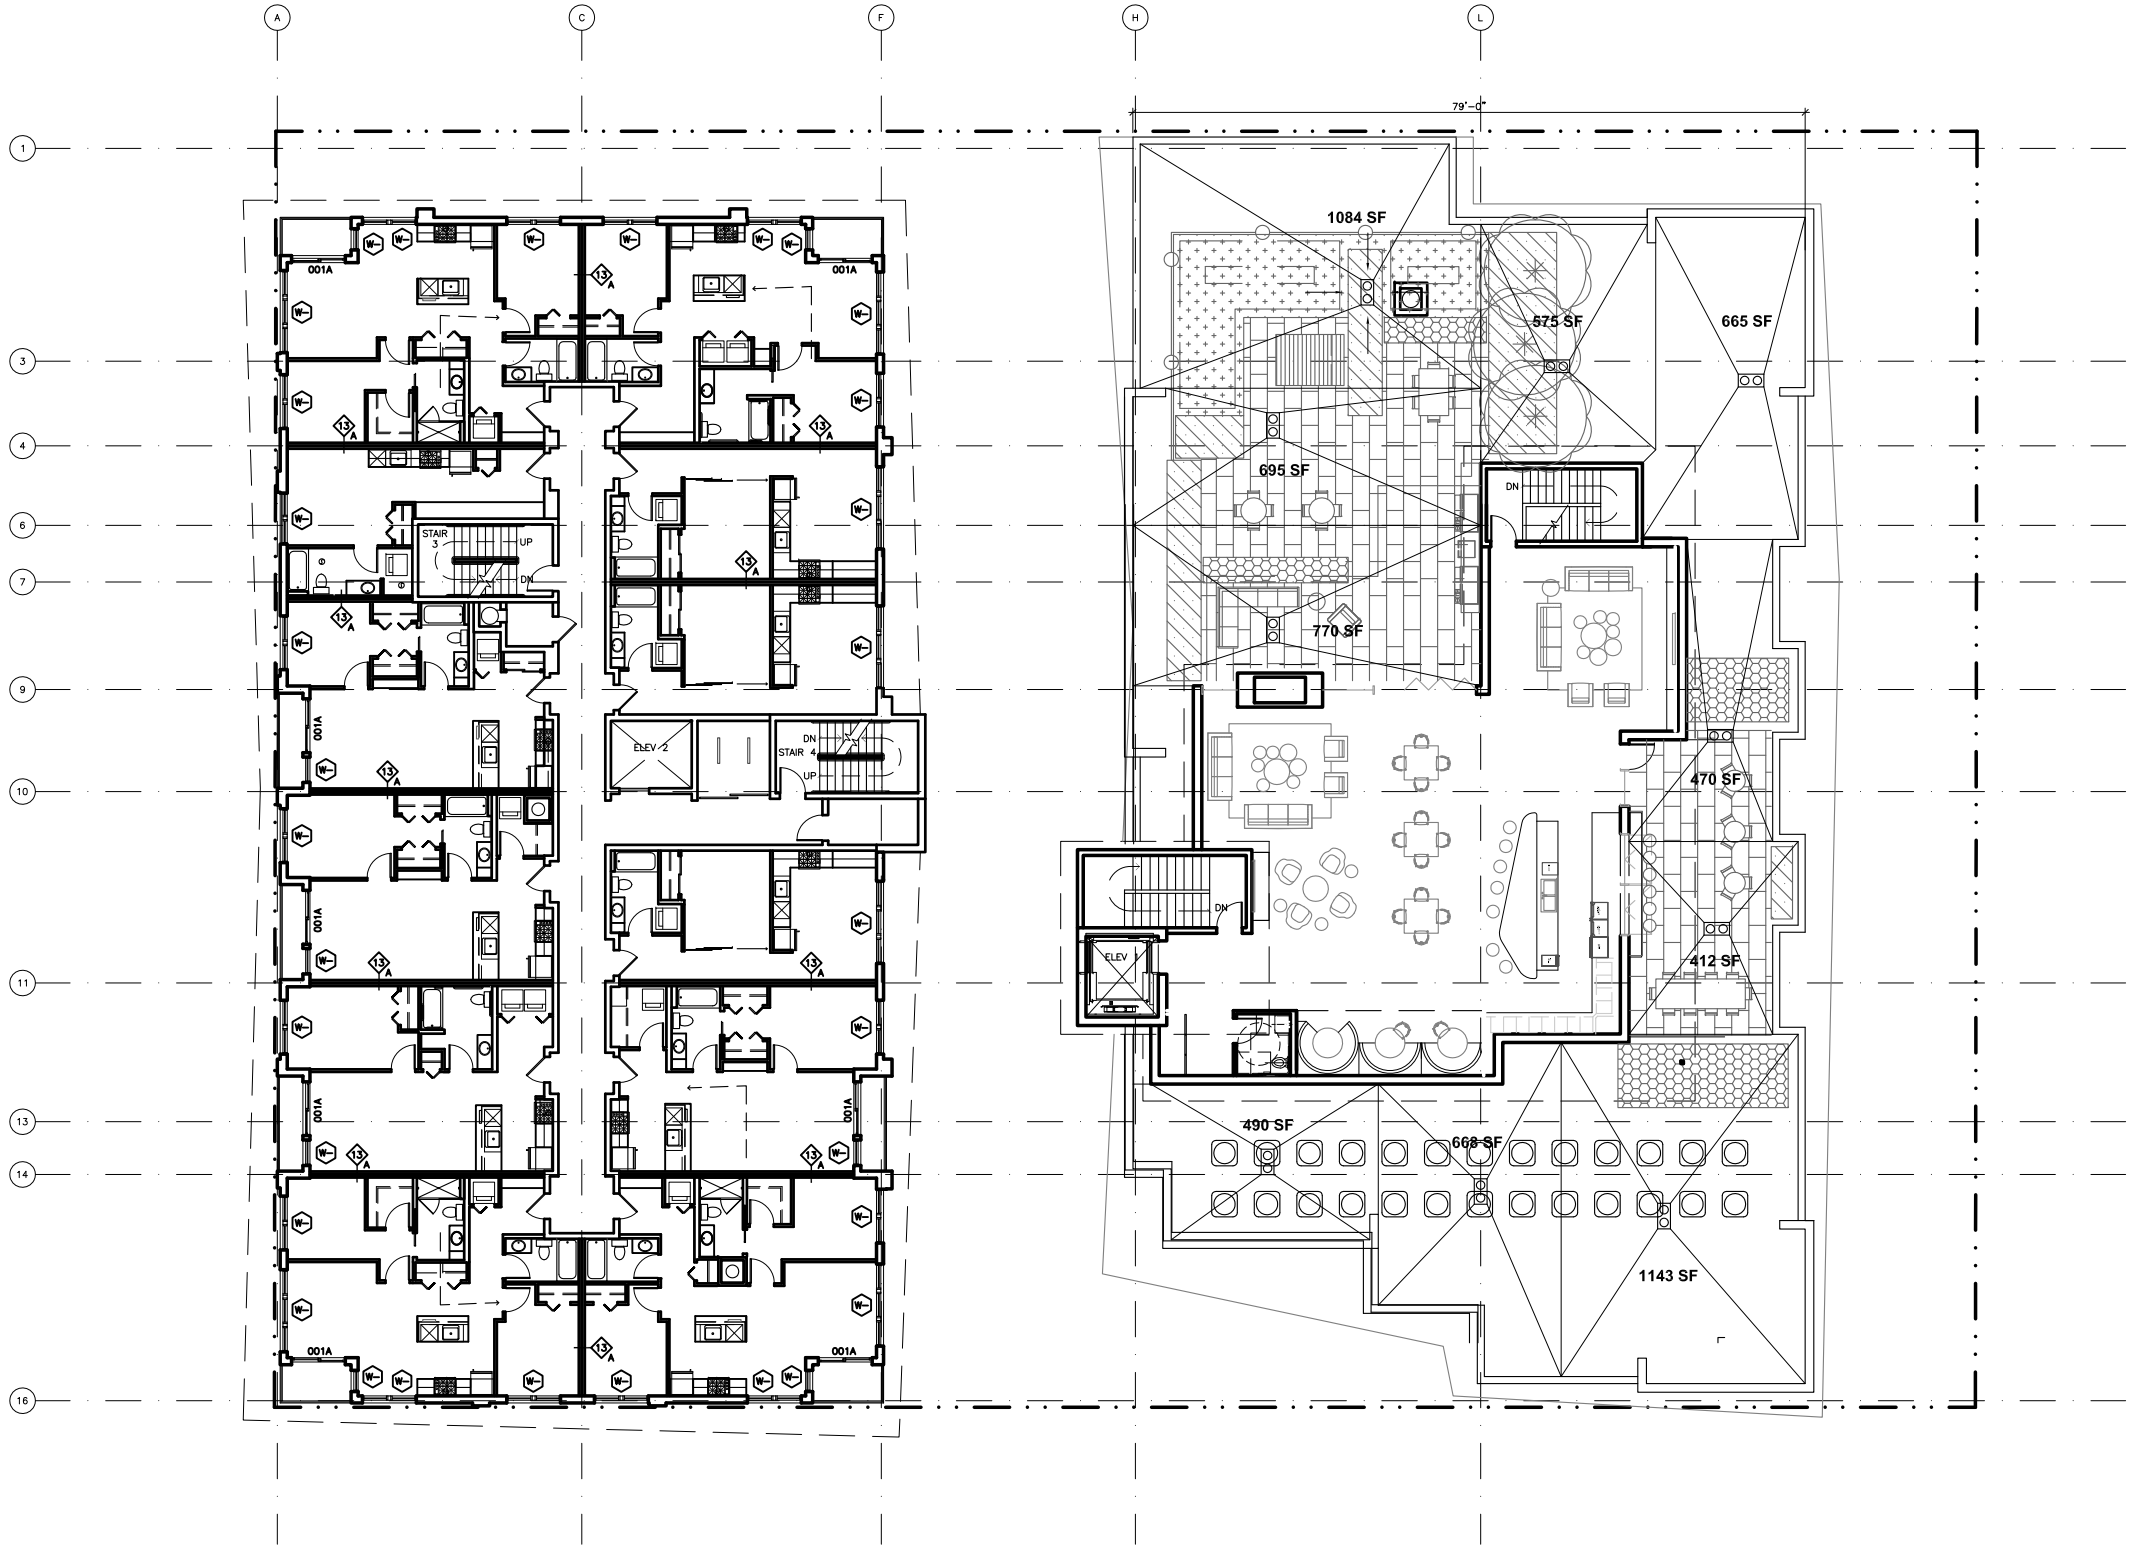 A C F H L
79'-0"
1
1084 SF
W- W- W- W- W- W-
001A 13 A 001A
W- W-
575 SF 665 SF
3
W- 13 A 13 A W-
4
695 SF
DN
W- W-
6
STAIR 3 UP
13 A
7
DN
13 A
770 SF
W- W-
9
001A
ELEV 2 DN
STAIR 4
UP
W- 13 A
470 SF
10
W-
DN
001A W-
W- 13 A 13 A
ELEV 1
412 SF
11
W- W-
001A 001A
13
490 SF
668 SF
W- 13 A 13 A W-
14
W- W-
1143 SF
W- W-
001A 13 A 001A
W- W- W- W- W- W-
16